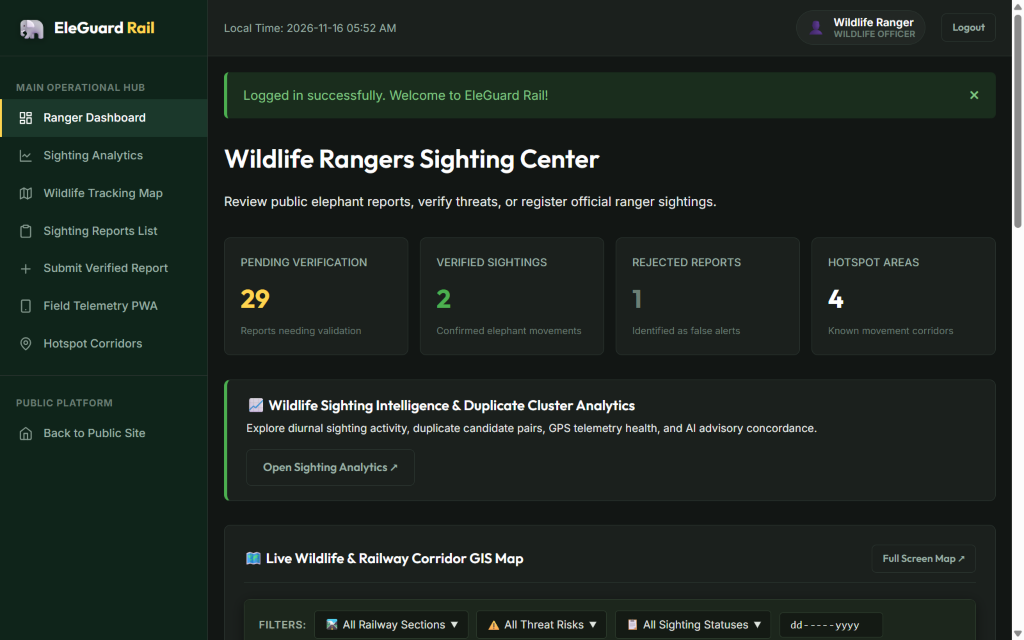 EleGuard Rail
Local Time: 2026-11-16 05:52 AM
Wildlife Ranger
WILDLIFE OFFICER
Logout
MAIN OPERATIONAL HUB
Ranger Dashboard
Sighting Analytics
Wildlife Tracking Map
Sighting Reports List
Submit Verified Report
Field Telemetry PWA
Hotspot Corridors
PUBLIC PLATFORM
Back to Public Site
Logged in successfully. Welcome to EleGuard Rail!
×
Wildlife Rangers Sighting Center
Review public elephant reports, verify threats, or register official ranger sightings.
PENDING VERIFICATION
29
Reports needing validation
VERIFIED SIGHTINGS
2
Confirmed elephant movements
REJECTED REPORTS
1
Identified as false alerts
HOTSPOT AREAS
4
Known movement corridors
Wildlife Sighting Intelligence & Duplicate Cluster Analytics
Explore diurnal sighting activity, duplicate candidate pairs, GPS telemetry health, and AI advisory concordance.
Open Sighting Analytics ↗
Live Wildlife & Railway Corridor GIS Map
Full Screen Map ↗
FILTERS:
All Railway Sections ▼
All Threat Risks ▼
All Sighting Statuses ▼
dd-----yyyy